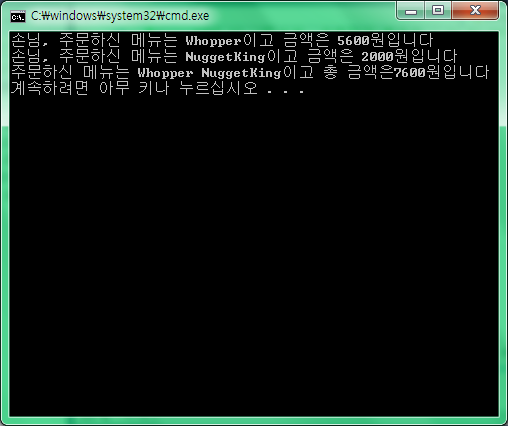 C:\windows\system32\cmd.exe
손님, 주문하신 메뉴는 Whopper이고 금액은 5600원입니다
손님, 주문하신 메뉴는 NuggetKing이고 금액은 2000원입니다
주문하신 메뉴는 Whopper NuggetKing이고 총 금액은7600원입니다
계속하려면 아무 키나 누르십시오 . . .